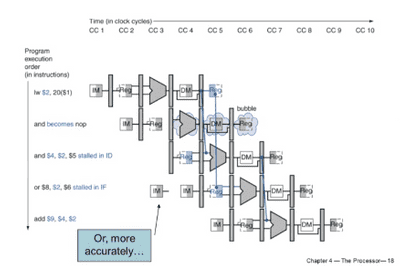 Time (in clock cycles)
CC 1 CC 2 CC 3 CC 4 CC 5 CC 6 CC 7 CC 8 CC 9 CC 10
Program
execution
order
(in instructions)
lw $2, 20($1)
IM Reg DM Reg
bubble
and becomes nop
IM Reg DM Reg
and $4, $2, $5 stalled in ID
Reg DM Reg
or $8, $2, $6 stalled in IF
IM IM Reg DM Reg
add $9, $4, $2
IM Reg DM Reg
Or, more
accurately…
Chapter 4 — The Processor— 18